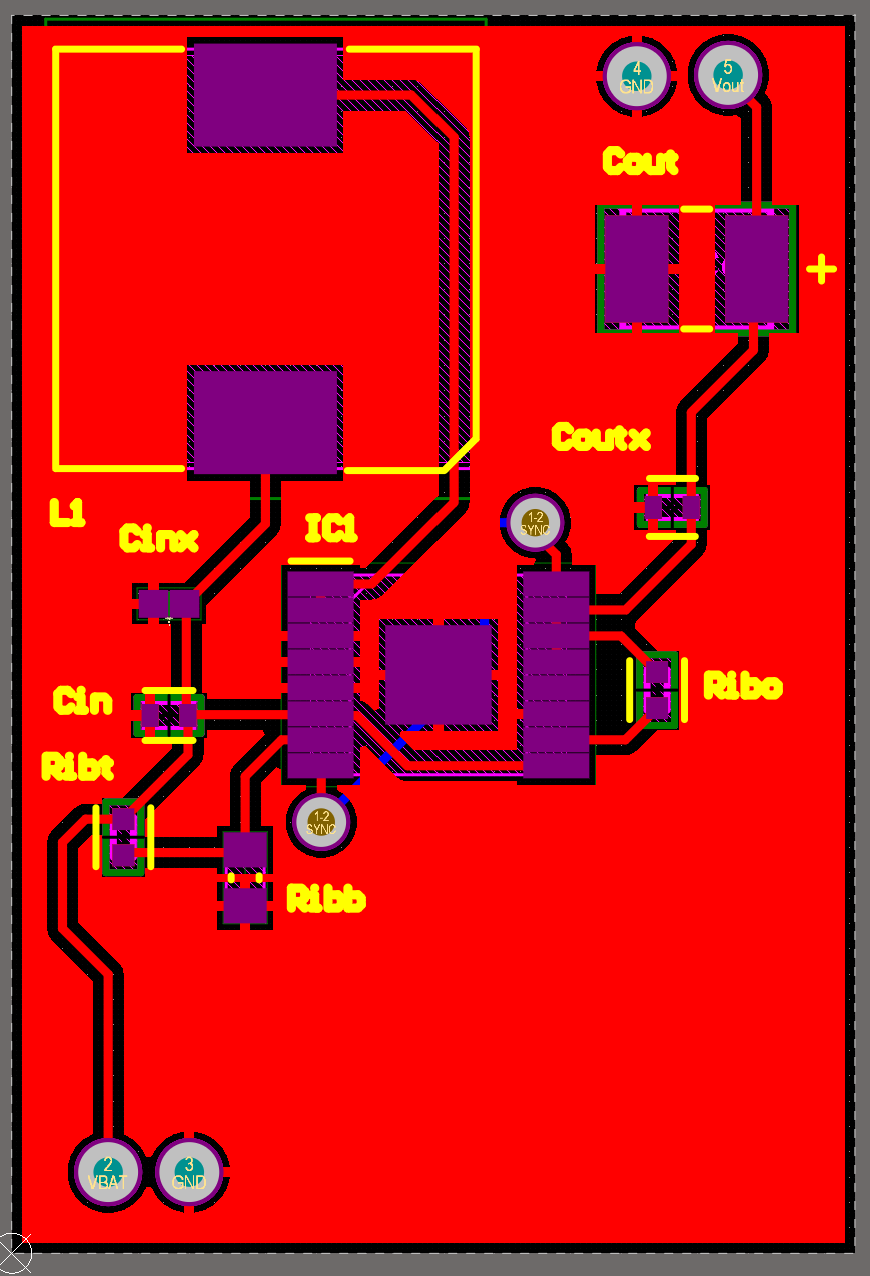 4
GND
5
Vout
Cout
+
Coutx
L1
Cinx
IC1
1-2
SYNC
Cin
Ribo
Ribt
1-2
SYNC
Ribb
2
VBAT
3
GND